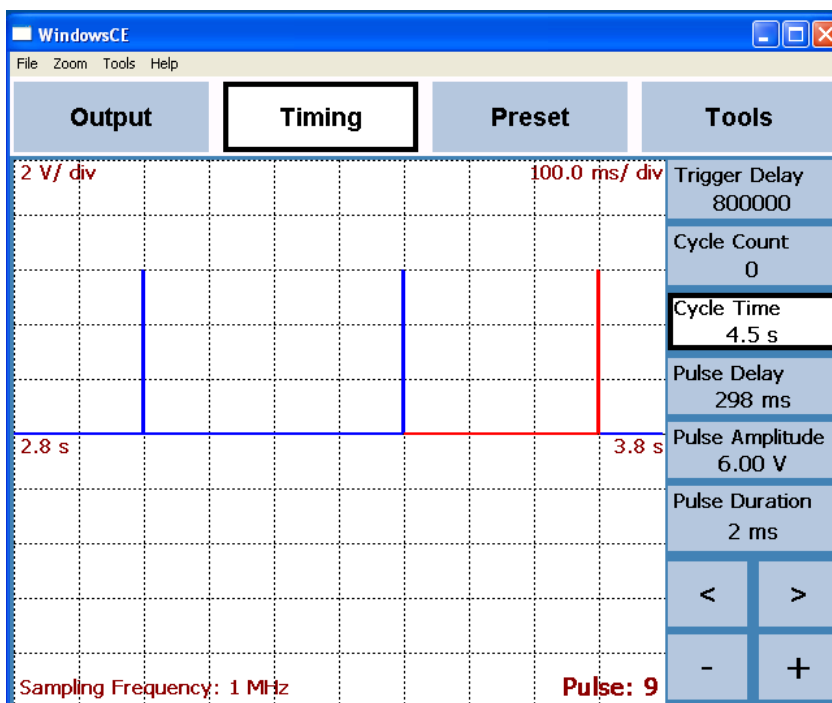 WindowsCE
File Zoom Tools Help
Output Timing Preset Tools
2 V/ div 100.0 ms/ div
Trigger Delay
800000
Cycle Count
0
Cycle Time
4.5 s
Pulse Delay
298 ms
2.8 s 3.8 s
Pulse Amplitude
6.00 V
Pulse Duration
2 ms
< >
- +
Sampling Frequency: 1 MHz Pulse: 9